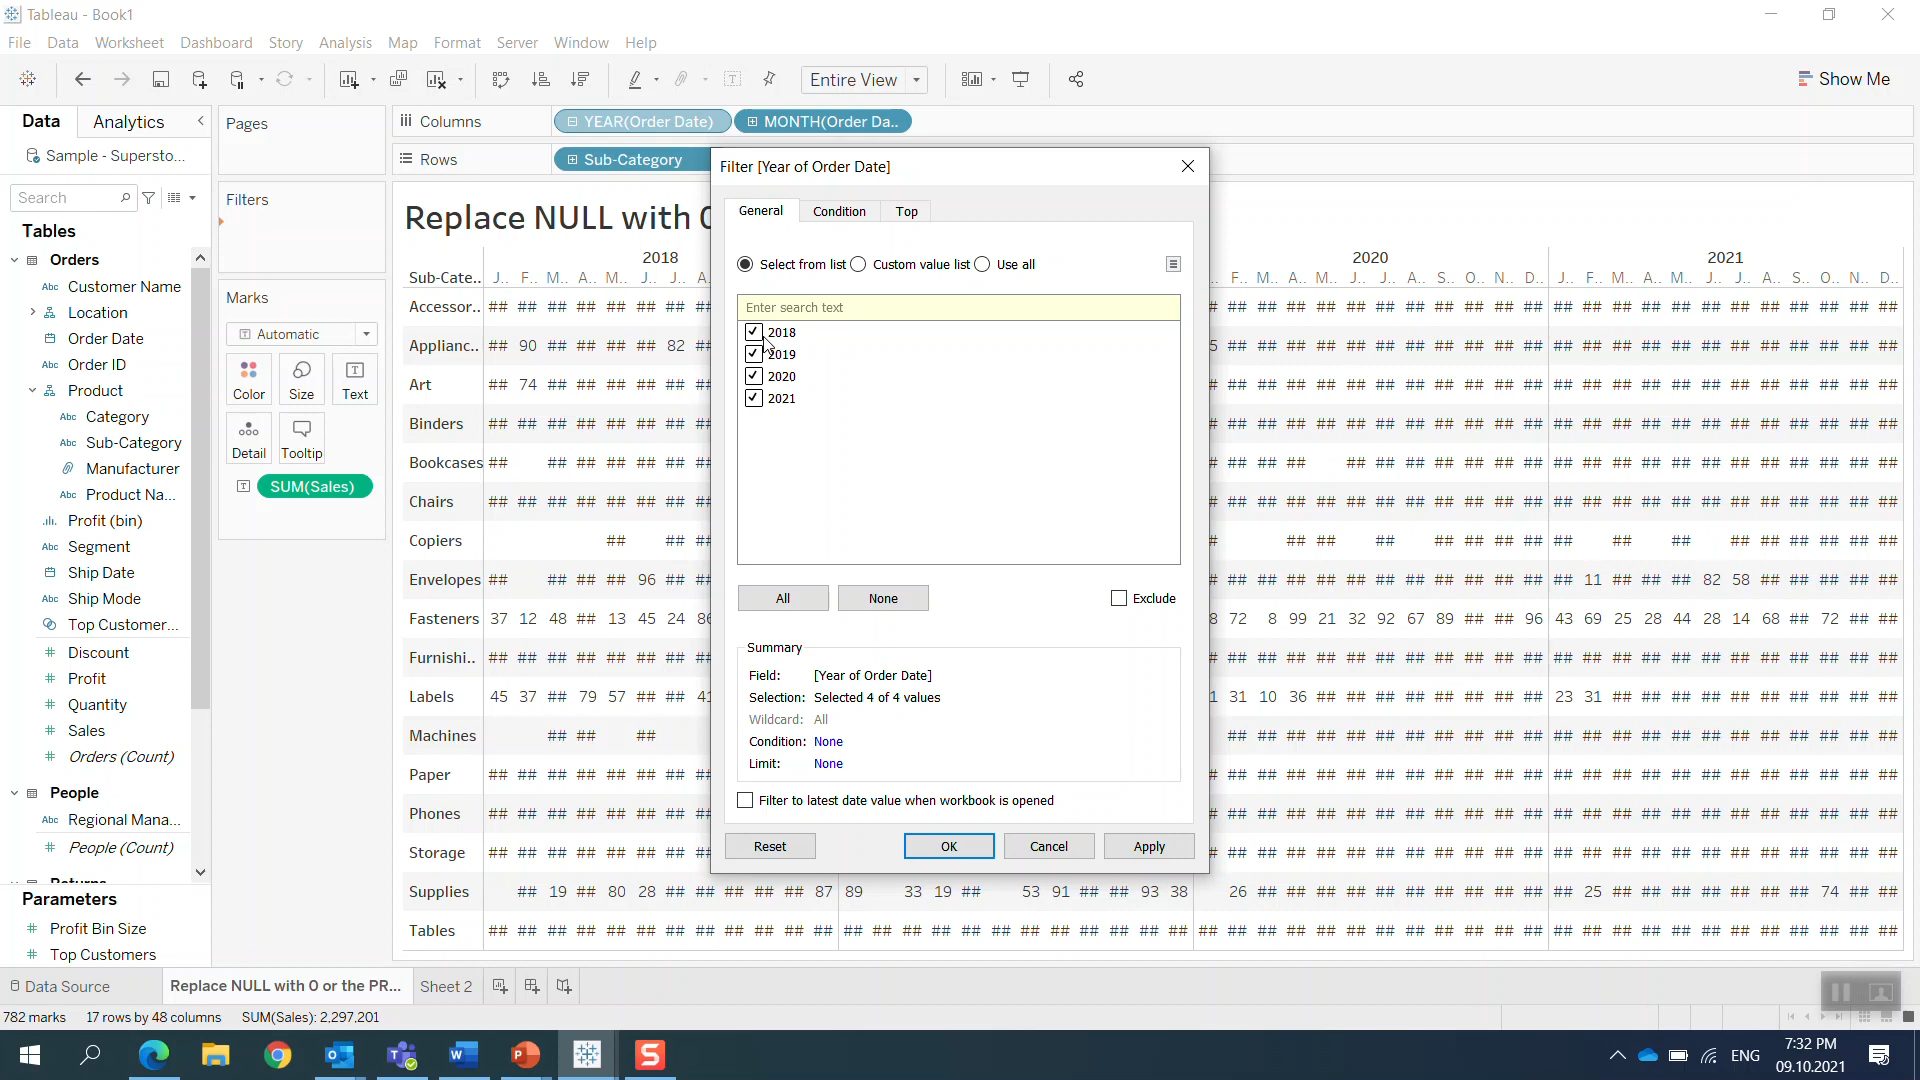 Tableau - Book1
File Data Worksheet Dashboard Story Analysis Map Format Server Window Help
Entire View
Show Me
Data Analytics
Sample - Supersto...
Search
Tables
Orders
Abc Customer Name
Location
Order Date
Abc Order ID
Product
Abc Category
Abc Sub-Category
Manufacturer
Abc Product Na...
Profit (bin)
Abc Segment
Ship Date
Abc Ship Mode
Top Customer...
# Discount
# Profit
# Quantity
# Sales
# Orders (Count)
People
Abc Regional Mana...
# People (Count)
Parameters
# Profit Bin Size
# Top Customers
Pages
Filters
Marks
Automatic
Color Size Text
Detail Tooltip
SUM(Sales)
Columns YEAR(Order Date) MONTH(Order Da..
Rows Sub-Category
Replace NULL with 0
2018 2020 2021
Sub-Cate..
Accessor..
Applianc..
Art
Binders
Bookcases
Chairs
Copiers
Envelopes
Fasteners
Furnishi..
Labels
Machines
Paper
Phones
Storage
Supplies
Tables
Filter [Year of Order Date]
General Condition Top
Select from list Custom value list Use all
Enter search text
2018
2019
2020
2021
All None Exclude
Summary
Field: [Year of Order Date]
Selection: Selected 4 of 4 values
Wildcard: All
Condition: None
Limit: None
Filter to latest date value when workbook is opened
Reset OK Cancel Apply
Data Source Replace NULL with 0 or the PR... Sheet 2
782 marks 17 rows by 48 columns SUM(Sales): 2,297,201
ENG 7:32 PM
09.10.2021